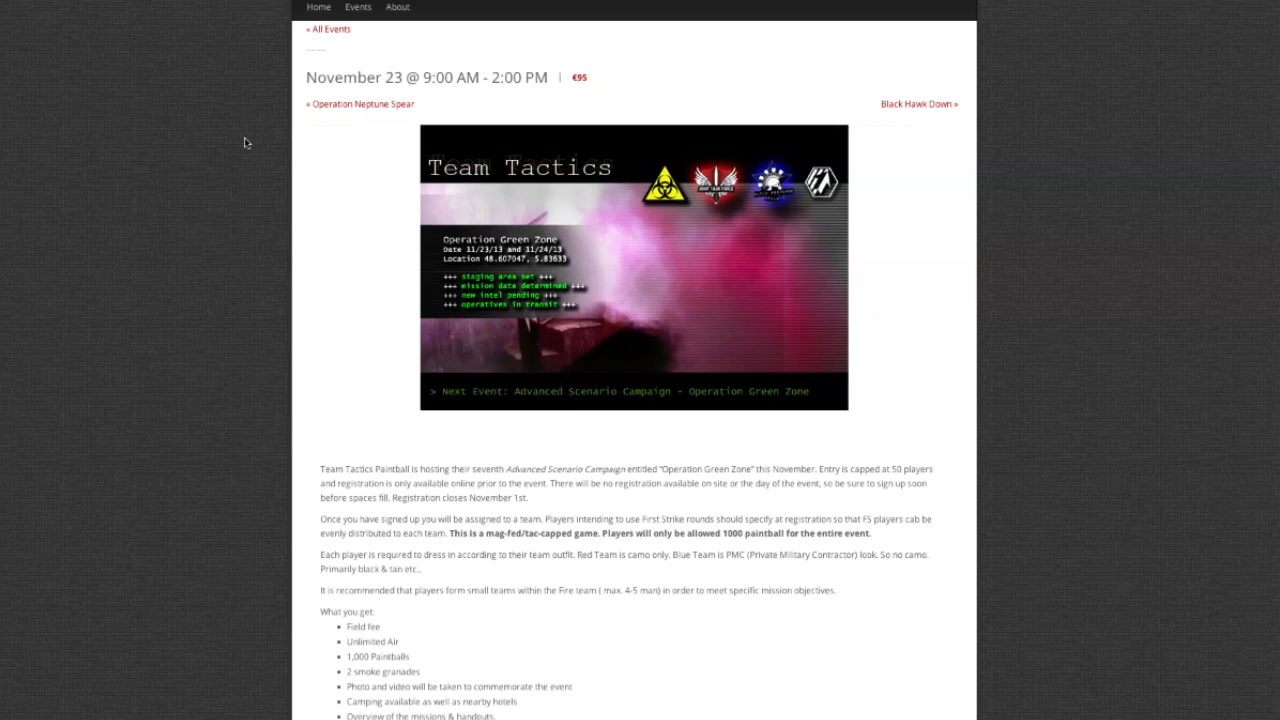 Home Events About
« All Events
November 23 @ 9:00 AM - 2:00 PM | €95
« Operation Neptune Spear
Black Hawk Down »
Team Tactics
JOINT TASK FORCE
Operation Green Zone
Date 11/23/13 and 11/24/13
Location 48.607047, 5.83633
+++ staging area set +++
+++ mission date determined +++
+++ new intel pending +++
+++ operatives in transit +++
> Next Event: Advanced Scenario Campaign - Operation Green Zone
Team Tactics Paintball is hosting their seventh Advanced Scenario Campaign entitled “Operation Green Zone” this November. Entry is capped at 50 players
and registration is only available online prior to the event. There will be no registration available on site or the day of the event, so be sure to sign up soon
before spaces fill. Registration closes November 1st.
Once you have signed up you will be assigned to a team. Players intending to use First Strike rounds should specify at registration so that FS players cab be
evenly distributed to each team. This is a mag-fed/tac-capped game. Players will only be allowed 1000 paintball for the entire event.
Each player is required to dress in according to their team outfit. Red Team is camo only. Blue Team is PMC (Private Military Contractor) look. So no camo.
Primarily black & tan etc..
It is recommended that players form small teams within the Fire team ( max. 4-5 man) in order to meet specific mission objectives.
What you get:
▪ Field fee
▪ Unlimited Air
▪ 1,000 Paintballs
▪ 2 smoke granades
▪ Photo and video will be taken to commemorate the event
▪ Camping available as well as nearby hotels
▪ Overview of the missions & handouts.